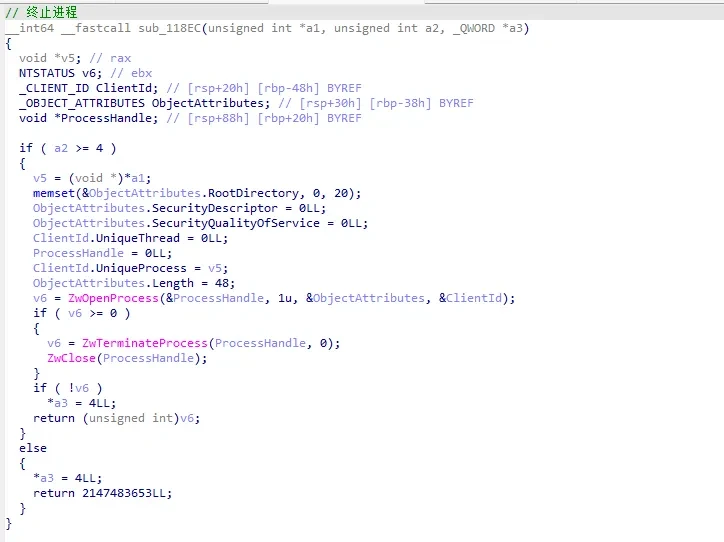 // 终止进程
__int64 __fastcall sub_118EC(unsigned int *a1, unsigned int a2, _QWORD *a3)
{
  void *v5; // rax
  NTSTATUS v6; // ebx
  _CLIENT_ID ClientId; // [rsp+20h] [rbp-48h] BYREF
  _OBJECT_ATTRIBUTES ObjectAttributes; // [rsp+30h] [rbp-38h] BYREF
  void *ProcessHandle; // [rsp+88h] [rbp+20h] BYREF

  if ( a2 >= 4 )
  {
    v5 = (void *)*a1;
    memset(&ObjectAttributes.RootDirectory, 0, 20);
    ObjectAttributes.SecurityDescriptor = 0LL;
    ObjectAttributes.SecurityQualityOfService = 0LL;
    ClientId.UniqueThread = 0LL;
    ProcessHandle = 0LL;
    ClientId.UniqueProcess = v5;
    ObjectAttributes.Length = 48;
    v6 = ZwOpenProcess(&ProcessHandle, 1u, &ObjectAttributes, &ClientId);
    if ( v6 >= 0 )
    {
      v6 = ZwTerminateProcess(ProcessHandle, 0);
      ZwClose(ProcessHandle);
    }
    if ( !v6 )
      *a3 = 4LL;
    return (unsigned int)v6;
  }
  else
  {
    *a3 = 4LL;
    return 2147483653LL;
  }
}